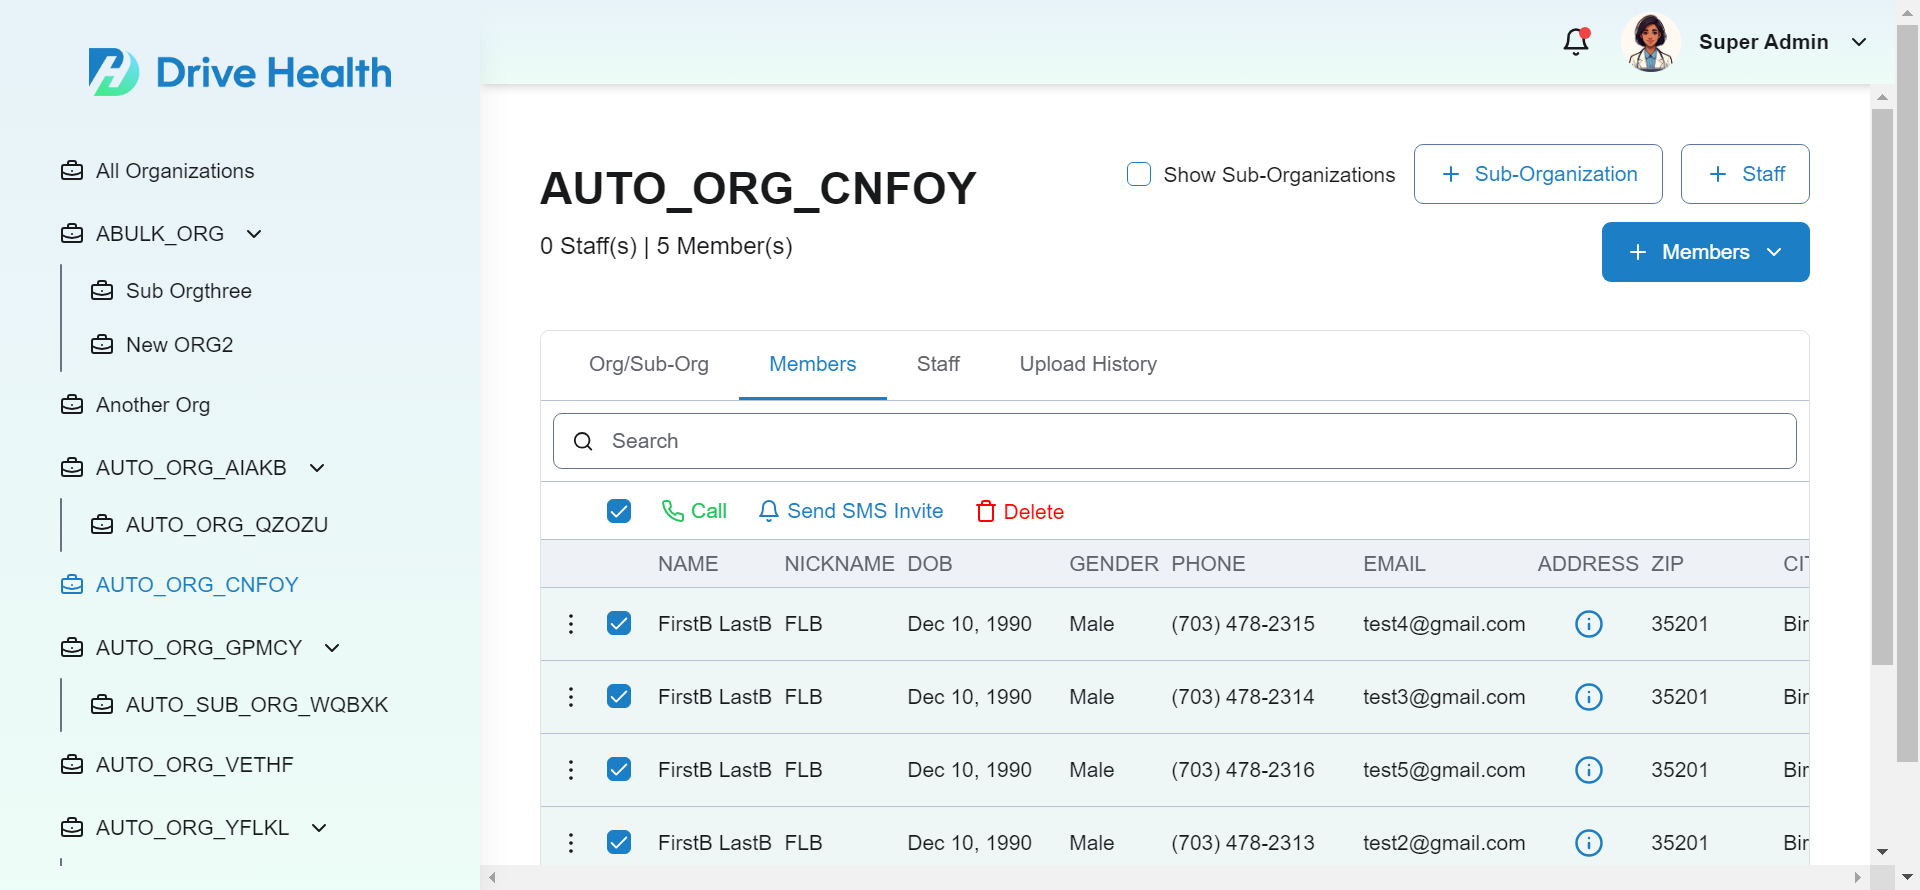 Drive Health
All Organizations
ABULK_ORG
Sub Orgthree
New ORG2
Another Org
AUTO_ORG_AIAKB
AUTO_ORG_QZOZU
AUTO_ORG_CNFOY
AUTO_ORG_GPMCY
AUTO_SUB_ORG_WQBXK
AUTO_ORG_VETHF
AUTO_ORG_YFLKL
Super Admin
AUTO_ORG_CNFOY
0 Staff(s) | 5 Member(s)
Show Sub-Organizations
+ Sub-Organization
+ Staff
+ Members
Org/Sub-Org Members Staff Upload History
Search
Call Send SMS Invite Delete
NAME NICKNAME DOB GENDER PHONE EMAIL ADDRESS ZIP CIT
FirstB LastB FLB Dec 10, 1990 Male (703) 478-2315 test4@gmail.com 35201 Bir
FirstB LastB FLB Dec 10, 1990 Male (703) 478-2314 test3@gmail.com 35201 Bir
FirstB LastB FLB Dec 10, 1990 Male (703) 478-2316 test5@gmail.com 35201 Bir
FirstB LastB FLB Dec 10, 1990 Male (703) 478-2313 test2@gmail.com 35201 Bir